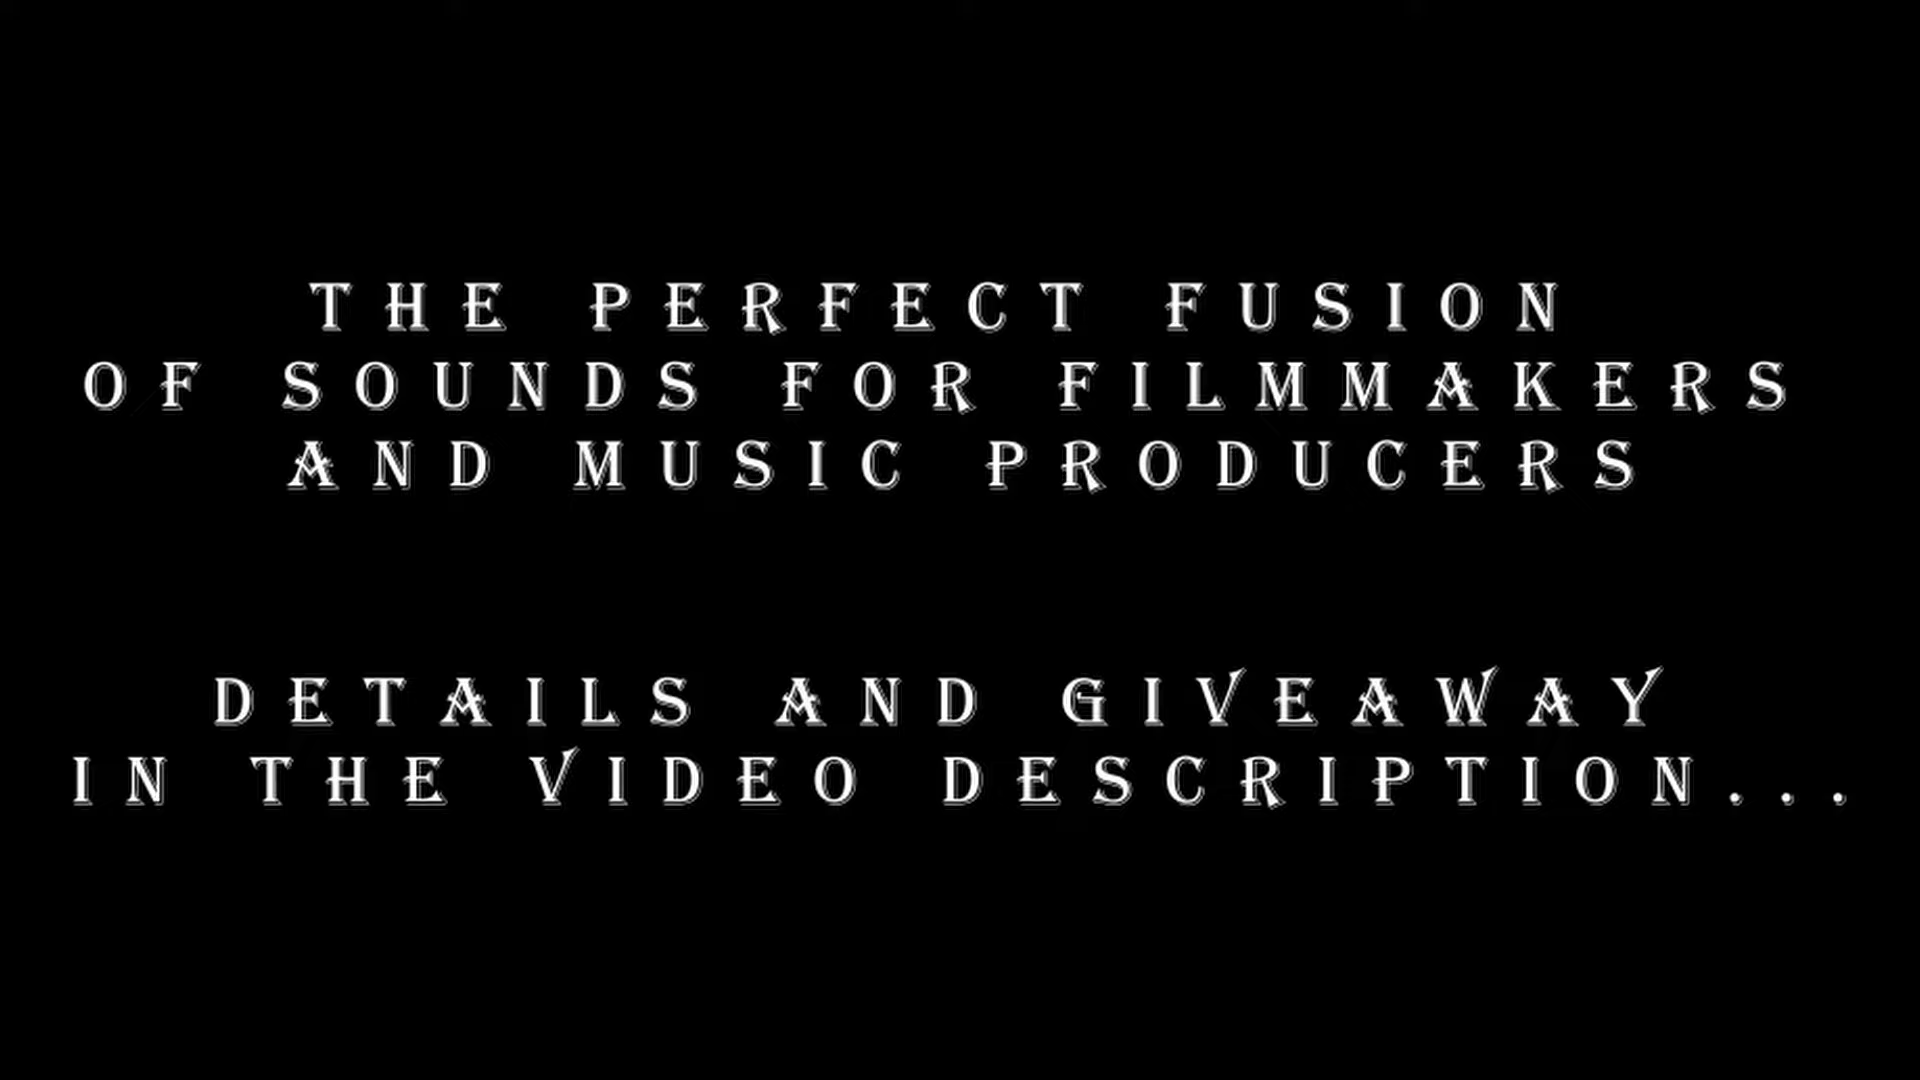 THE PERFECT FUSION
OF SOUNDS FOR FILMMAKERS
AND MUSIC PRODUCERS
DETAILS AND GIVEAWAY
IN THE VIDEO DESCRIPTION...